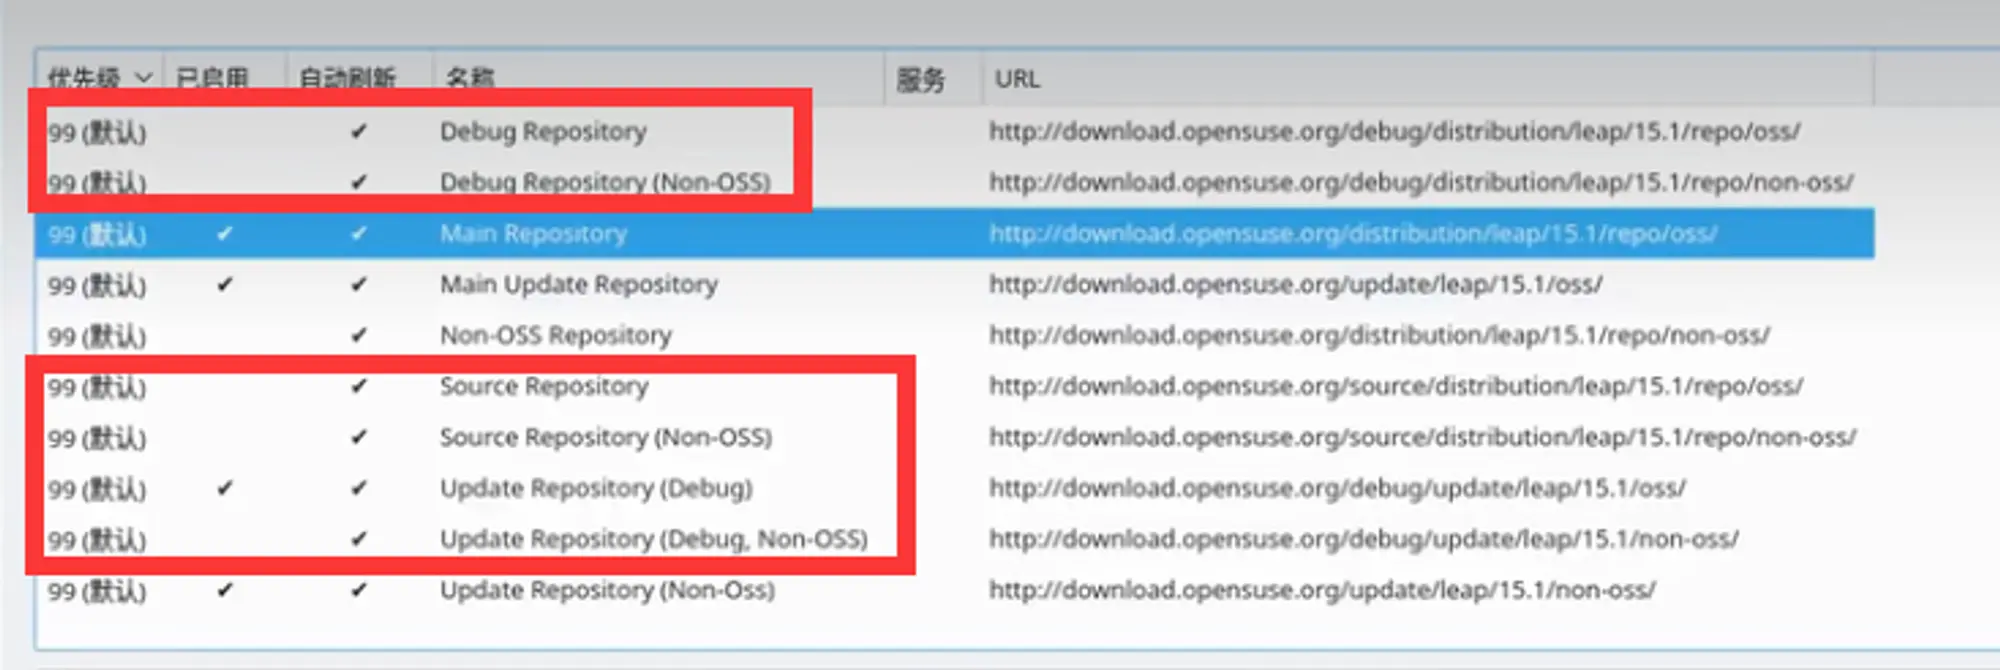 优先级 已启用 自动刷新 名称 服务 URL
99 (默认) ✔ Debug Repository http://download.opensuse.org/debug/distribution/leap/15.1/repo/oss/
99 (默认) ✔ Debug Repository (Non-OSS) http://download.opensuse.org/debug/distribution/leap/15.1/repo/non-oss/
99 (默认) ✔ ✔ Main Repository http://download.opensuse.org/distribution/leap/15.1/repo/oss/
99 (默认) ✔ ✔ Main Update Repository http://download.opensuse.org/update/leap/15.1/oss/
99 (默认) ✔ Non-OSS Repository http://download.opensuse.org/distribution/leap/15.1/repo/non-oss/
99 (默认) ✔ Source Repository http://download.opensuse.org/source/distribution/leap/15.1/repo/oss/
99 (默认) ✔ Source Repository (Non-OSS) http://download.opensuse.org/source/distribution/leap/15.1/repo/non-oss/
99 (默认) ✔ ✔ Update Repository (Debug) http://download.opensuse.org/debug/update/leap/15.1/oss/
99 (默认) ✔ Update Repository (Debug, Non-OSS) http://download.opensuse.org/debug/update/leap/15.1/non-oss/
99 (默认) ✔ ✔ Update Repository (Non-Oss) http://download.opensuse.org/update/leap/15.1/non-oss/